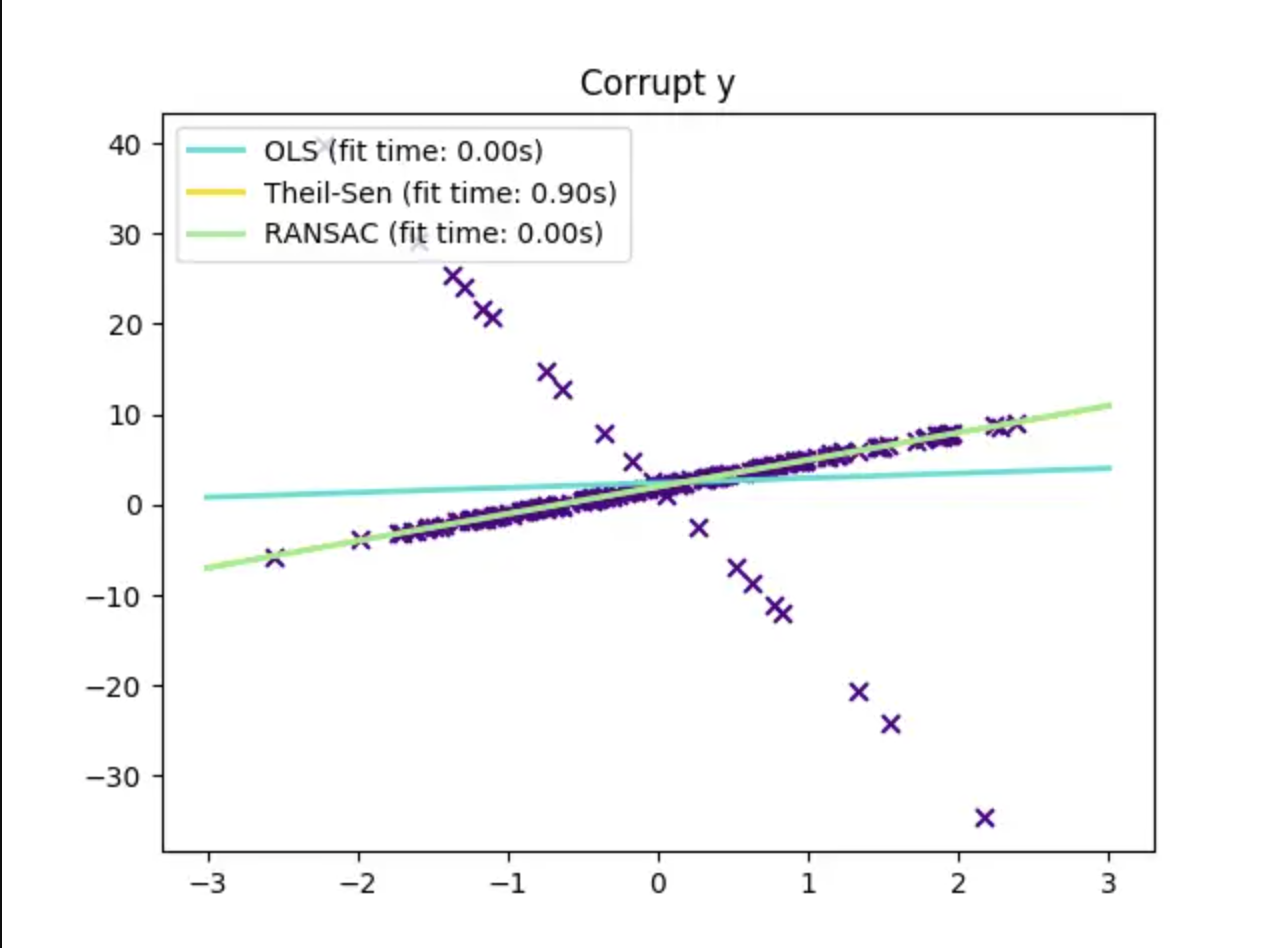 Corrupt y
OLS (fit time: 0.00s)
Theil-Sen (fit time: 0.90s)
RANSAC (fit time: 0.00s)
40
30
20
10
0
−10
−20
−30
−3 −2 −1 0 1 2 3